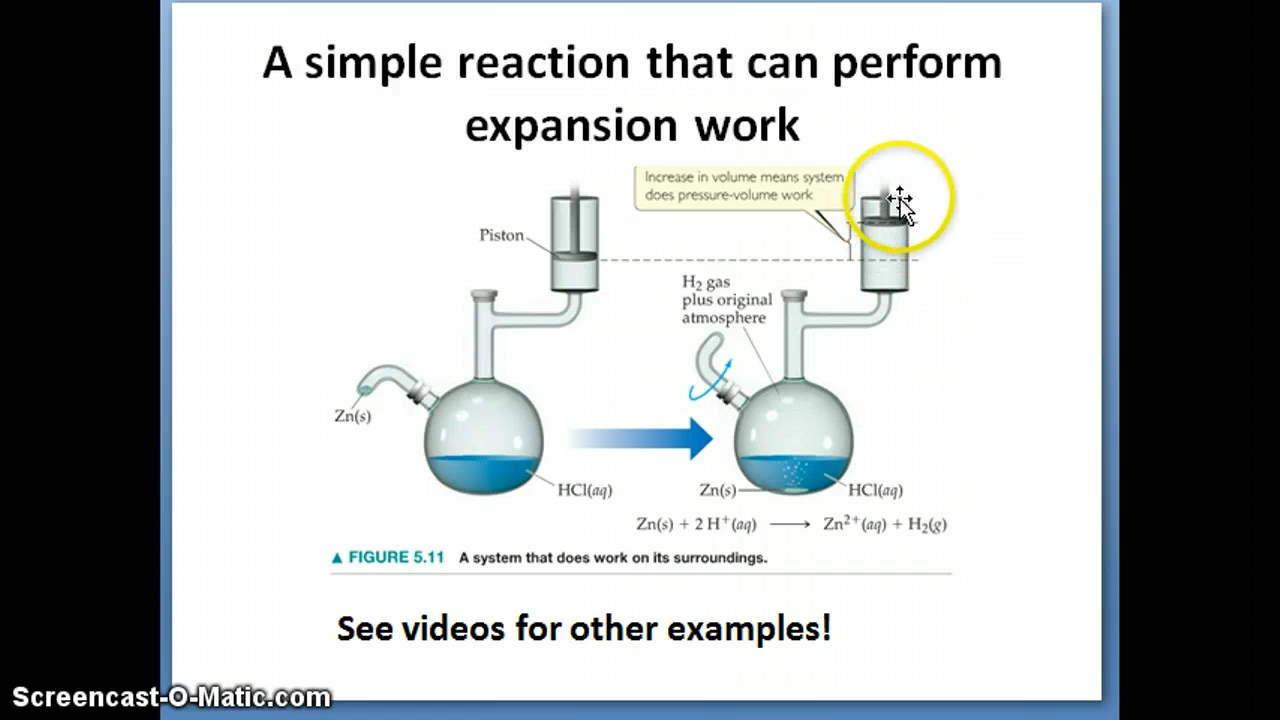 A simple reaction that can perform
expansion work
Increase in volume means system
does pressure-volume work
Piston
H₂ gas
plus original
atmosphere
Zn(s)
HCl(aq)
Zn(s)
HCl(aq)
Zn(s) + 2 H⁺(aq) ⟶ Zn²⁺(aq) + H₂(g)
▲ FIGURE 5.11 A system that does work on its surroundings.
See videos for other examples!
Screencast-O-Matic.com